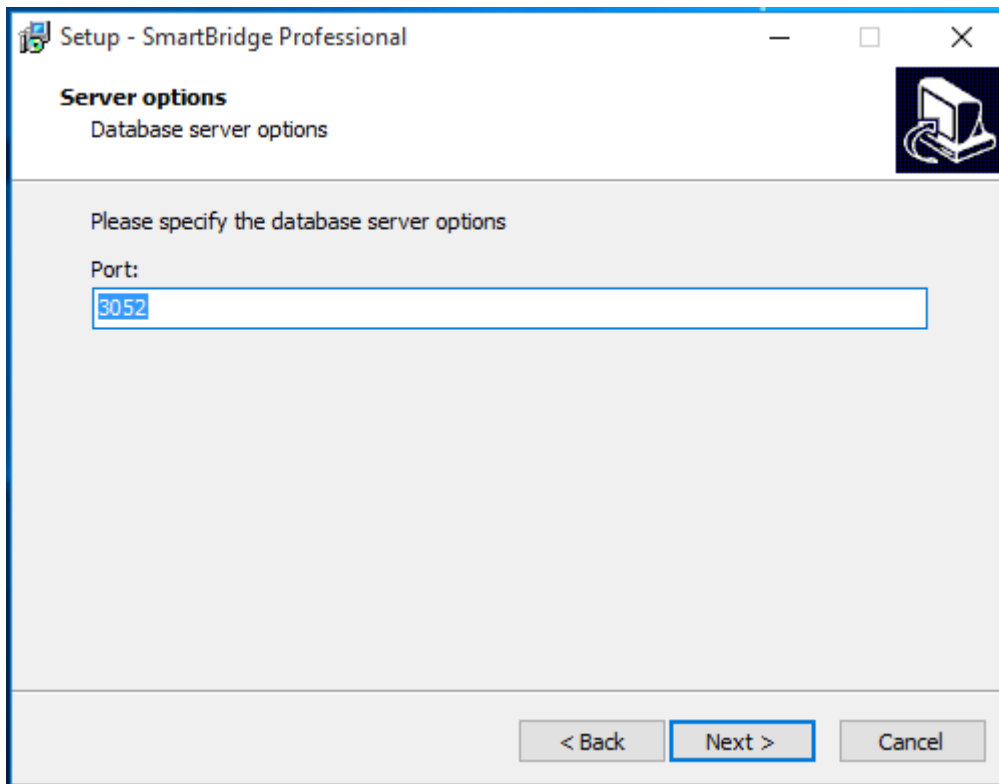 Setup - SmartBridge Professional
Server options
Database server options
Please specify the database server options
Port:
3052
< Back
Next >
Cancel